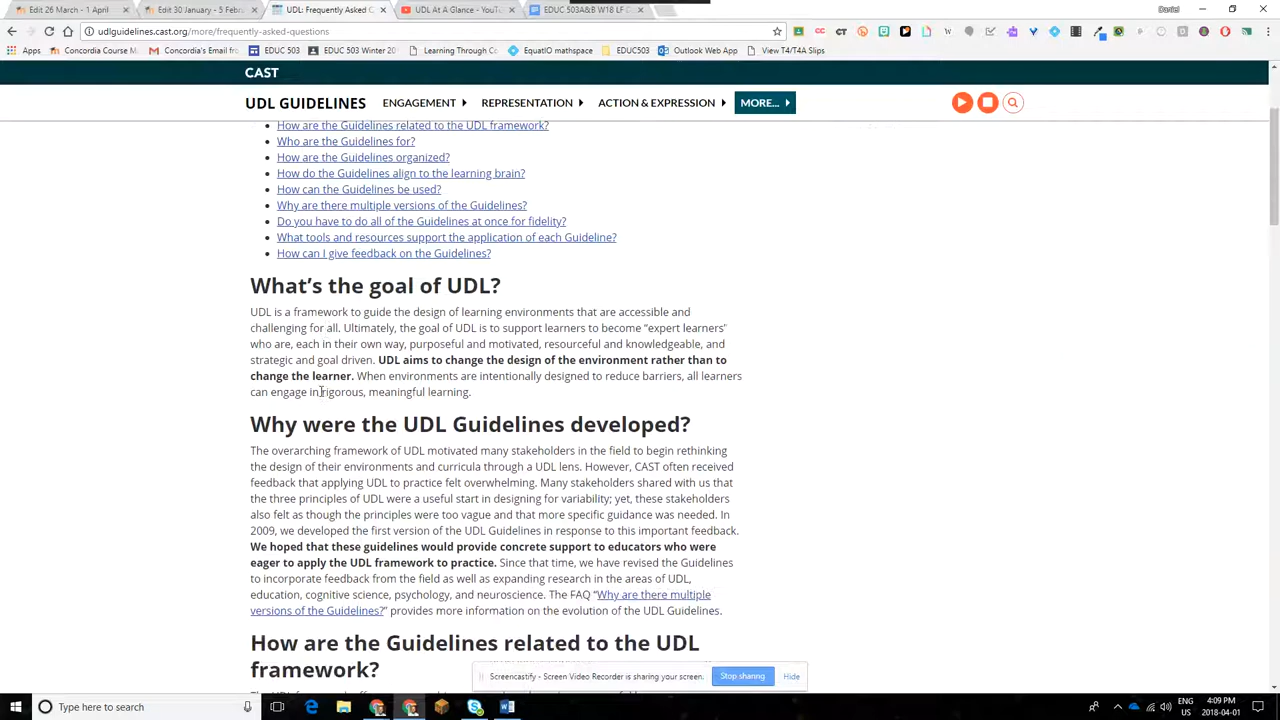 Edit 26 March - 1 April
Edit 30 January - 5 Febru
UDL: Frequently Asked C
UDL At A Glance - YouTu
EDUC 503A&B W18 LF D
Daniel
udlguidelines.cast.org/more/frequently-asked-questions
Apps
Concordia Course M
Concordia's Email fro
EDUC 503
EDUC 503 Winter 20
Learning Through Co
EquatIO mathspace
EDUC503
Outlook Web App
View T4/T4A Slips
CAST
UDL GUIDELINES
ENGAGEMENT
REPRESENTATION
ACTION & EXPRESSION
MORE...
How are the Guidelines related to the UDL framework?
Who are the Guidelines for?
How are the Guidelines organized?
How do the Guidelines align to the learning brain?
How can the Guidelines be used?
Why are there multiple versions of the Guidelines?
Do you have to do all of the Guidelines at once for fidelity?
What tools and resources support the application of each Guideline?
How can I give feedback on the Guidelines?
What's the goal of UDL?
UDL is a framework to guide the design of learning environments that are accessible and
challenging for all. Ultimately, the goal of UDL is to support learners to become “expert learners”
who are, each in their own way, purposeful and motivated, resourceful and knowledgeable, and
strategic and goal driven. UDL aims to change the design of the environment rather than to
change the learner. When environments are intentionally designed to reduce barriers, all learners
can engage in rigorous, meaningful learning.
Why were the UDL Guidelines developed?
The overarching framework of UDL motivated many stakeholders in the field to begin rethinking
the design of their environments and curricula through a UDL lens. However, CAST often received
feedback that applying UDL to practice felt overwhelming. Many stakeholders shared with us that
the three principles of UDL were a useful start in designing for variability; yet, these stakeholders
also felt as though the principles were too vague and that more specific guidance was needed. In
2009, we developed the first version of the UDL Guidelines in response to this important feedback.
We hoped that these guidelines would provide concrete support to educators who were
eager to apply the UDL framework to practice. Since that time, we have revised the Guidelines
to incorporate feedback from the field as well as expanding research in the areas of UDL,
education, cognitive science, psychology, and neuroscience. The FAQ “Why are there multiple
versions of the Guidelines?” provides more information on the evolution of the UDL Guidelines.
How are the Guidelines related to the UDL
framework?
Screencastify - Screen Video Recorder is sharing your screen.
Stop sharing
Hide
Type here to search
ENG
US
4:09 PM
2018-04-01